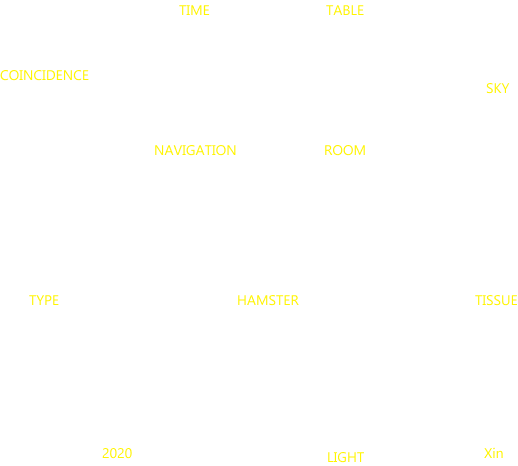 TIME TABLE
COINCIDENCE
SKY
NAVIGATION ROOM
TYPE HAMSTER TISSUE
2020 LIGHT Xin